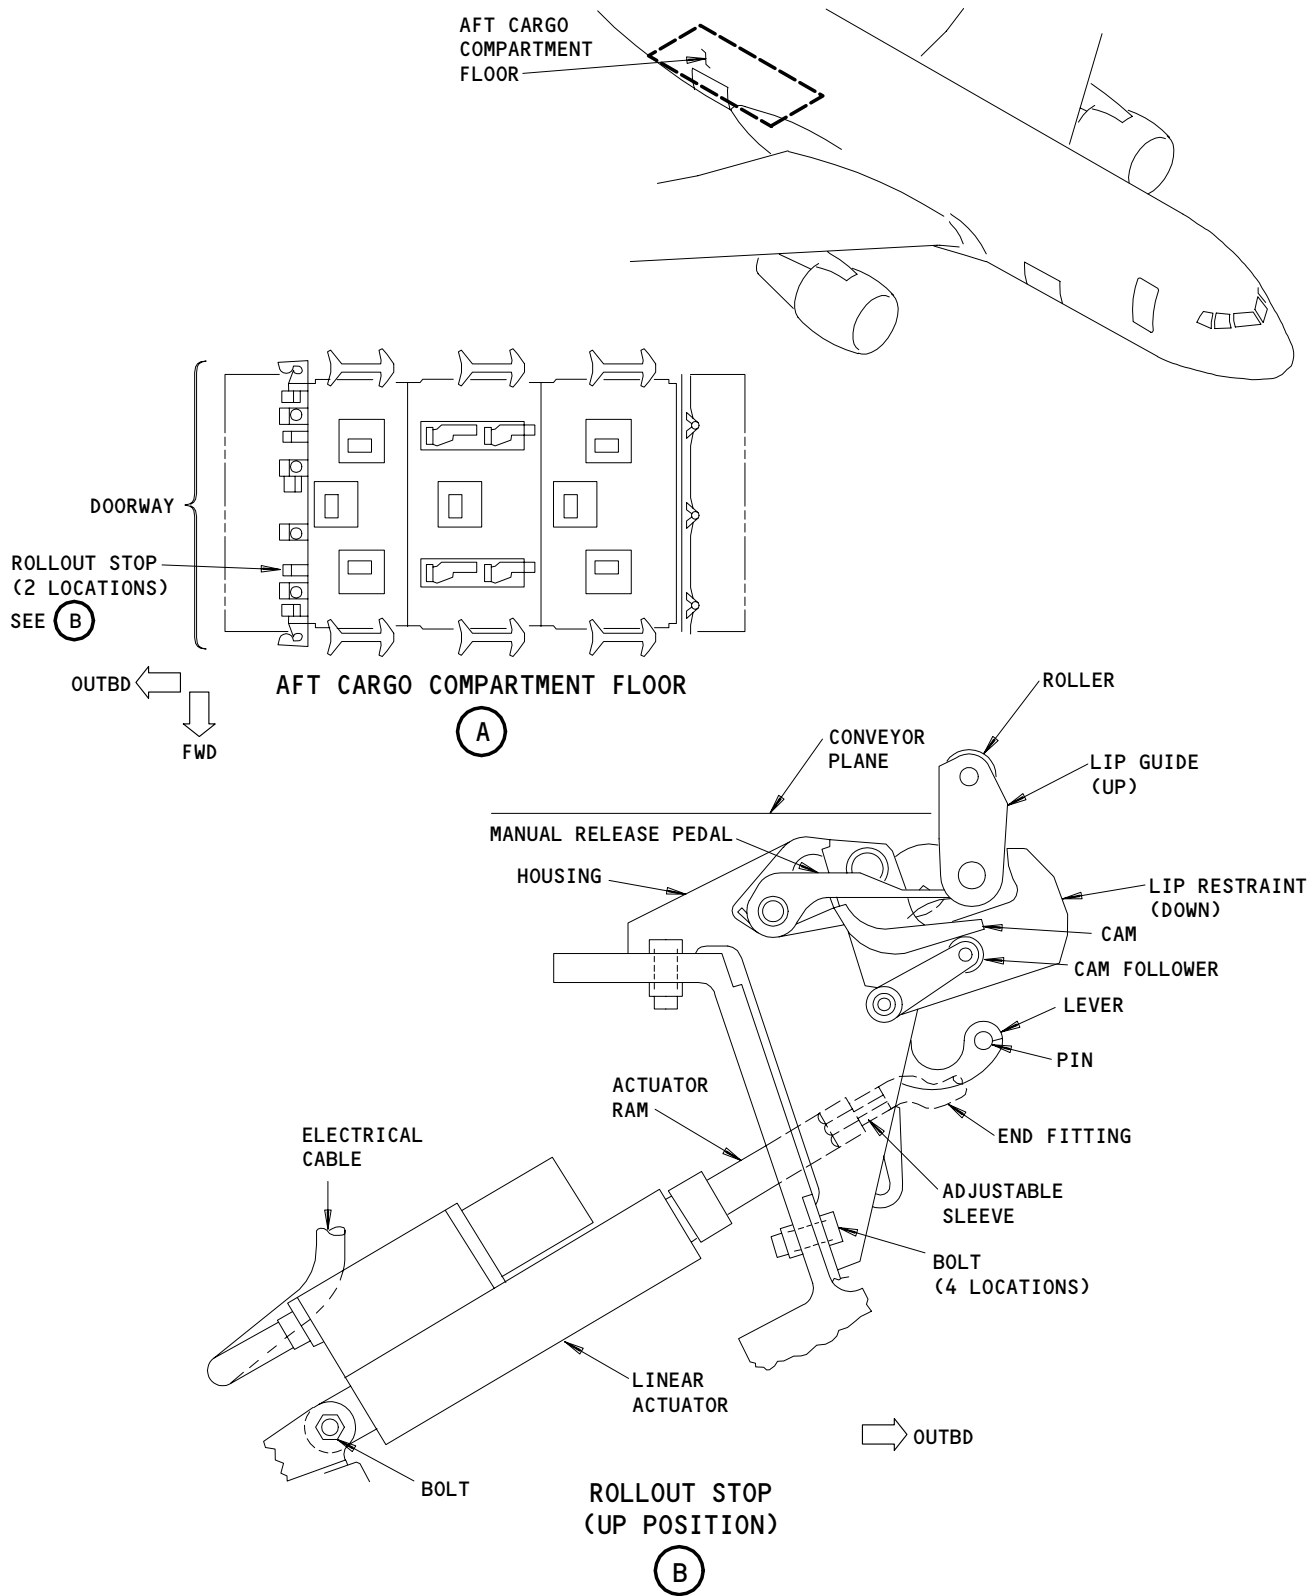 AFT CARGO
COMPARTMENT
FLOOR
DOORWAY
ROLLOUT STOP
(2 LOCATIONS)
SEE B
OUTBD
FWD
AFT CARGO COMPARTMENT FLOOR
A
ROLLER
CONVEYOR
PLANE
LIP GUIDE
(UP)
MANUAL RELEASE PEDAL
HOUSING
LIP RESTRAINT
(DOWN)
CAM
CAM FOLLOWER
LEVER
PIN
ACTUATOR
RAM
END FITTING
ELECTRICAL
CABLE
ADJUSTABLE
SLEEVE
BOLT
(4 LOCATIONS)
LINEAR
ACTUATOR
OUTBD
BOLT
ROLLOUT STOP
(UP POSITION)
B